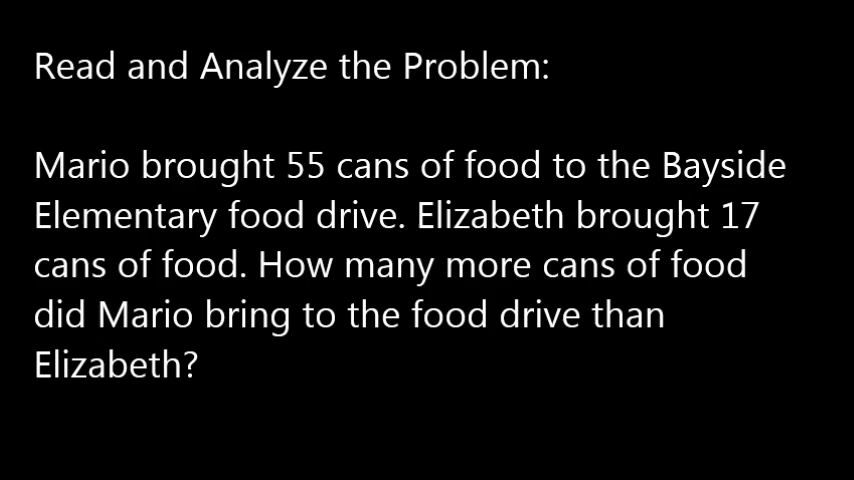 Read and Analyze the Problem:
Mario brought 55 cans of food to the Bayside
Elementary food drive. Elizabeth brought 17
cans of food. How many more cans of food
did Mario bring to the food drive than
Elizabeth?